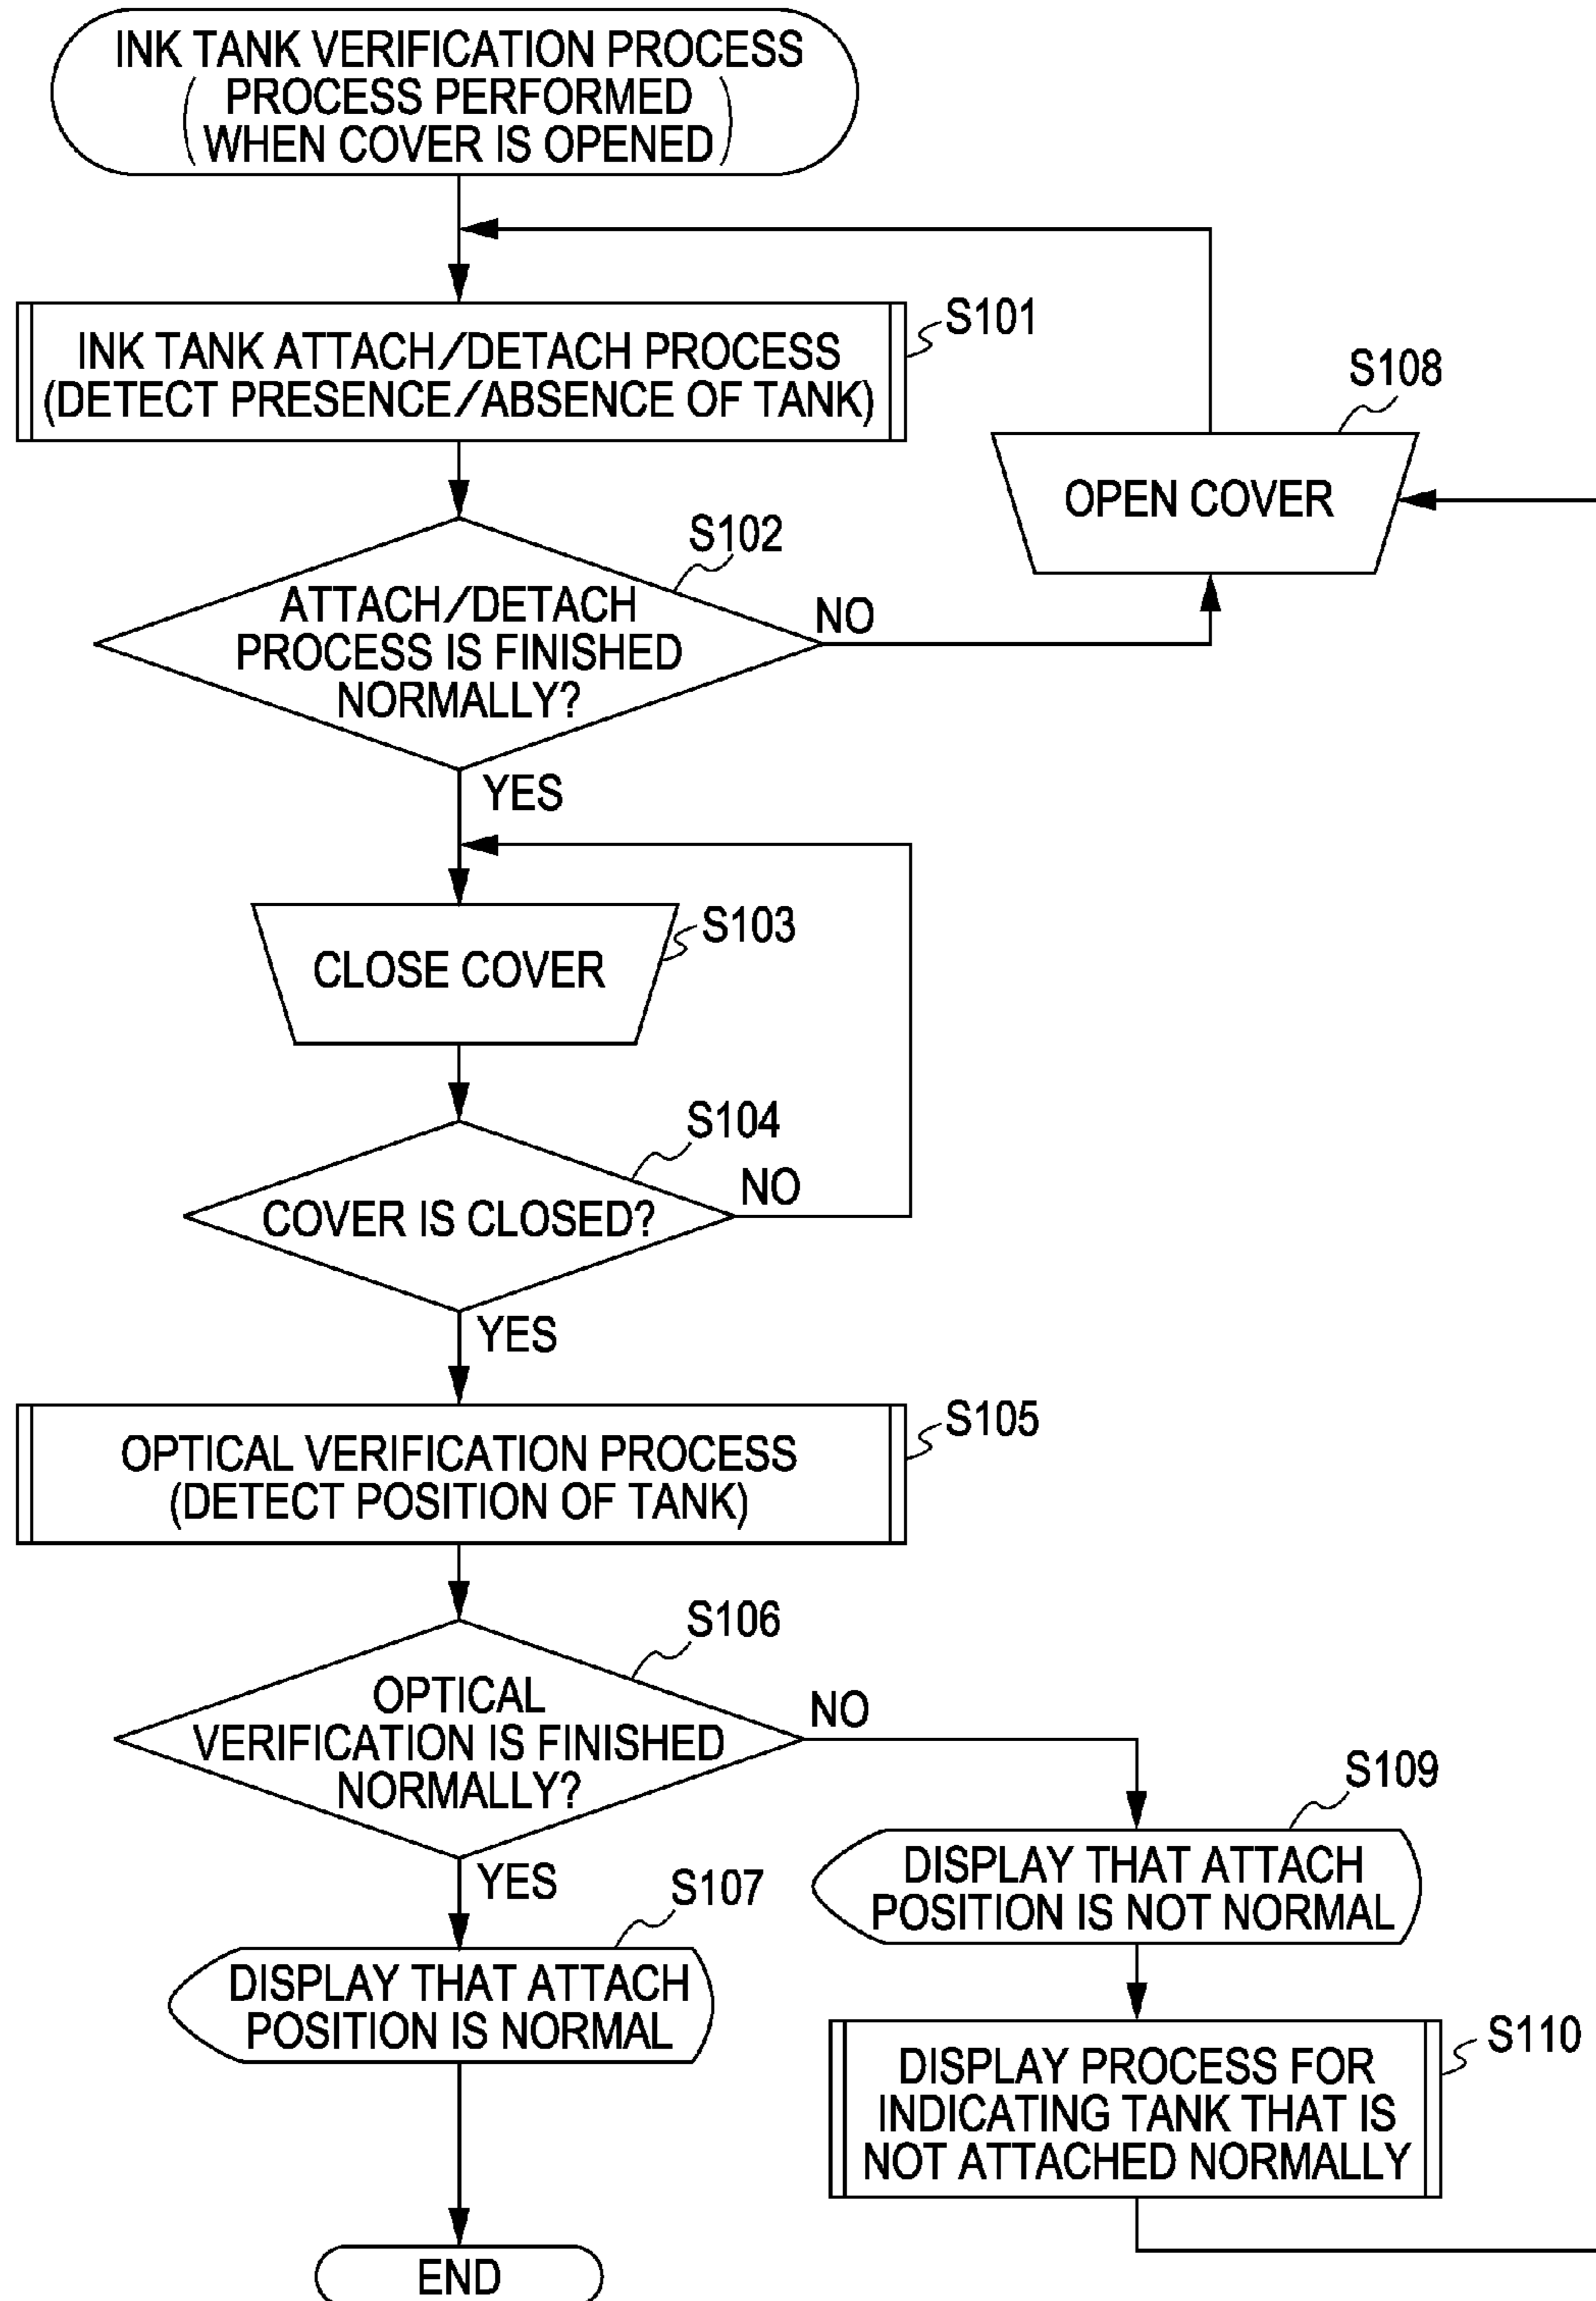 INK TANK VERIFICATION PROCESS
(PROCESS PERFORMED
WHEN COVER IS OPENED)
S101
INK TANK ATTACH/DETACH PROCESS
(DETECT PRESENCE/ABSENCE OF TANK)
S108
OPEN COVER
S102
ATTACH/DETACH
PROCESS IS FINISHED
NORMALLY?
NO
YES
S103
CLOSE COVER
S104
COVER IS CLOSED?
NO
YES
S105
OPTICAL VERIFICATION PROCESS
(DETECT POSITION OF TANK)
S106
OPTICAL
VERIFICATION IS FINISHED
NORMALLY?
NO
YES
S107
DISPLAY THAT ATTACH
POSITION IS NORMAL
S109
DISPLAY THAT ATTACH
POSITION IS NOT NORMAL
S110
DISPLAY PROCESS FOR
INDICATING TANK THAT IS
NOT ATTACHED NORMALLY
END